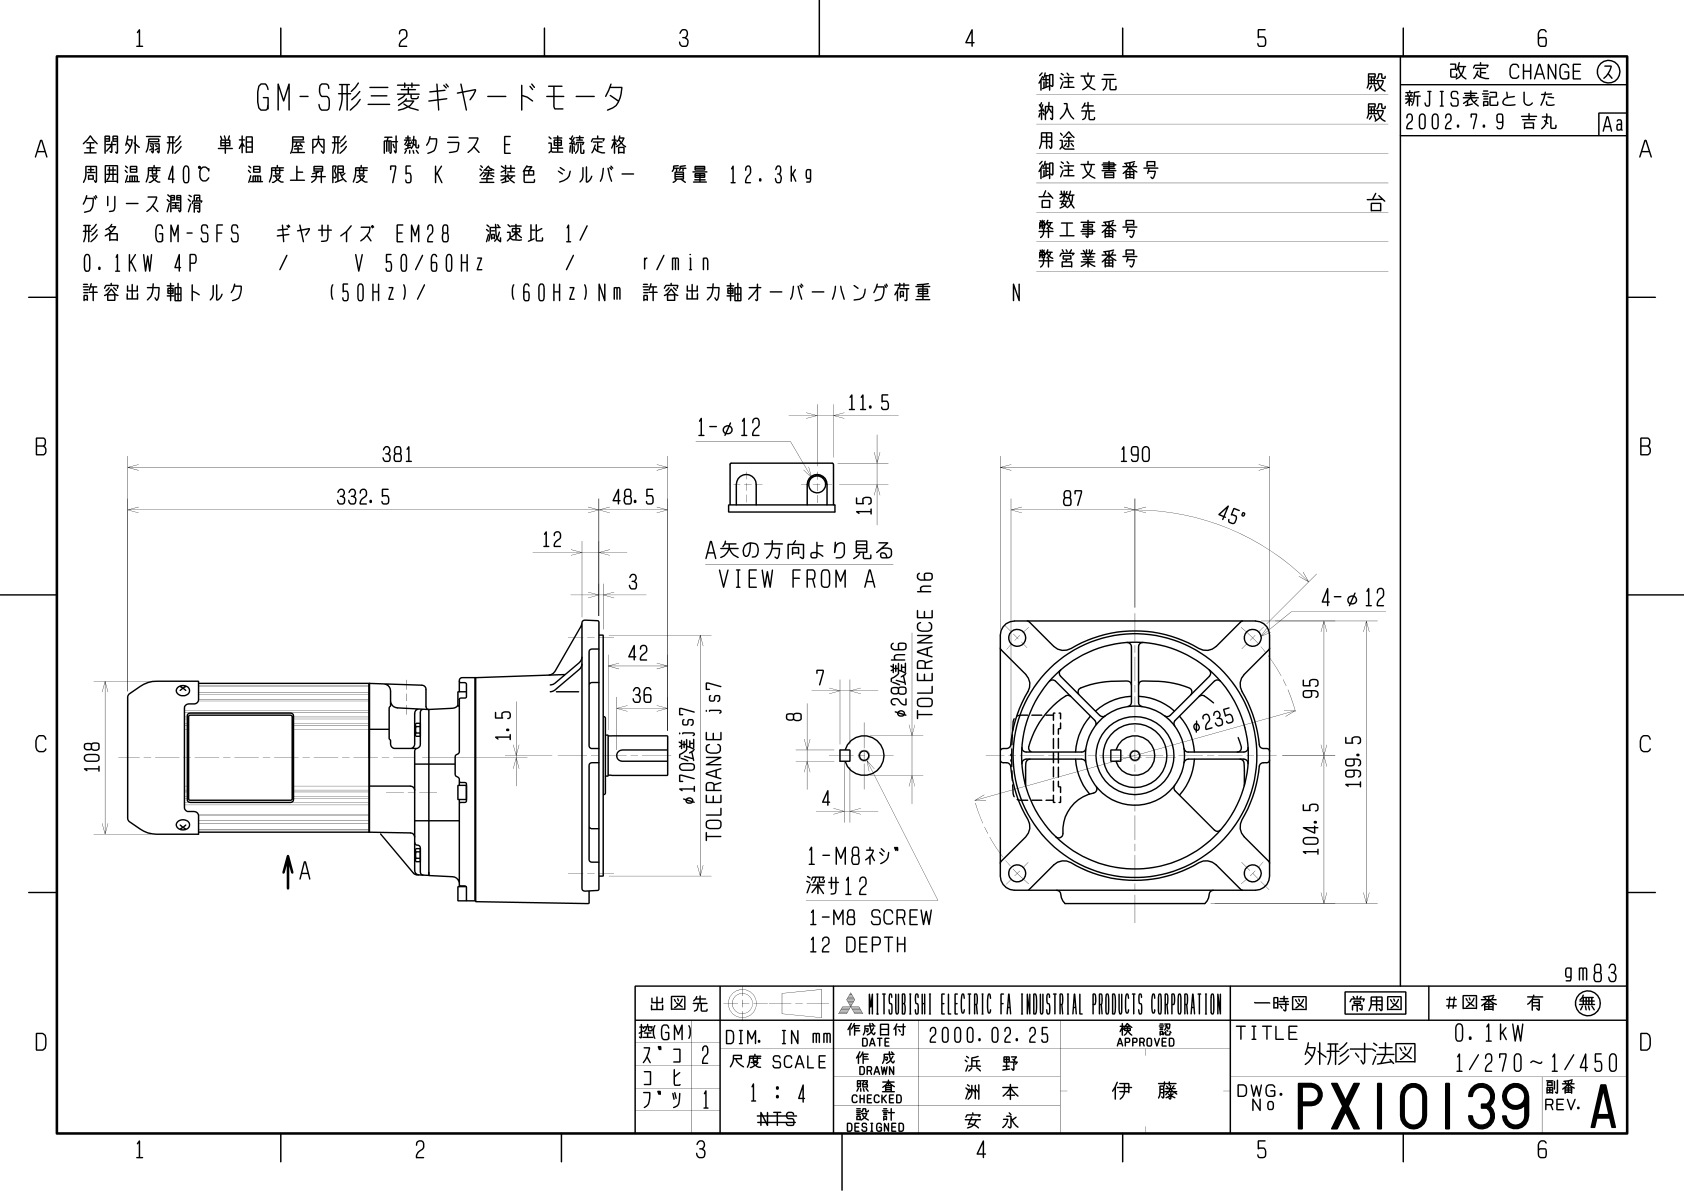 1 2 3 4 5 6
改定 CHANGE ス
新JIS表記とした
2002.7.9 吉丸 Aa
GM-S形三菱ギヤードモータ
全閉外扇形 単相 屋内形 耐熱クラス E 連続定格
周囲温度40℃ 温度上昇限度 75 K 塗装色 シルバー 質量 12.3kg
グリース潤滑
形名 GM-SFS ギヤサイズ EM28 減速比 1/
0.1KW 4P / V 50/60Hz / r/min
許容出力軸トルク (50Hz)/ (60Hz)Nm 許容出力軸オーバーハング荷重 N
御注文元 殿
納入先 殿
用途
御注文書番号
台数 台
弊工事番号
弊営業番号
A A
B B
C C
D D
381
332.5 48.5
12
3
42
36
1.5
108
φ170公差js7
TOLERANCE js7
A
1-φ12
11.5
15
A矢の方向より見る
VIEW FROM A
7
8
4
φ28公差h6
TOLERANCE h6
1-M8ネジ
深サ12
1-M8 SCREW
12 DEPTH
190
87
45°
4-φ12
φ235
95
104.5
199.5
gm83
出図先
控(GM)
ズコ 2
コピ
ブツ 1
DIM. IN mm
尺度 SCALE
1 : 4
NTS
MITSUBISHI ELECTRIC FA INDUSTRIAL PRODUCTS CORPORATION
作成日付 DATE 2000.02.25
作成 DRAWN 浜野
照査 CHECKED 洲本
設計 DESIGNED 安永
検認 APPROVED
伊藤
一時図 常用図 #図番 有 無
TITLE 外形寸法図
0.1kW
1/270～1/450
DWG. No PX10139 副番 REV. A
1 2 3 4 5 6